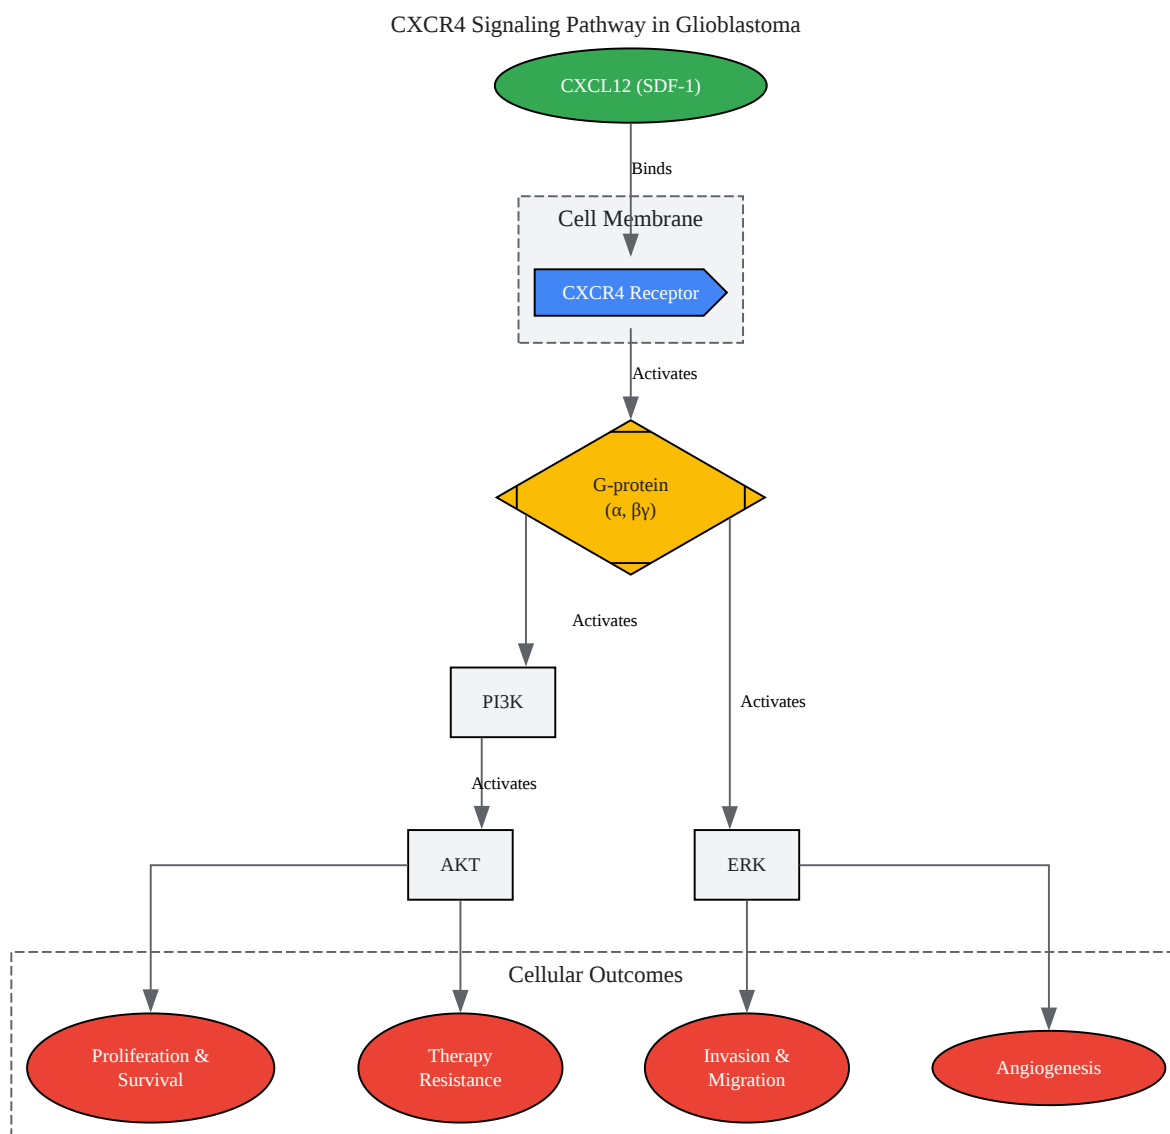 CXCR4 Signaling Pathway in Glioblastoma
CXCL12 (SDF-1)
Binds
Cell Membrane
CXCR4 Receptor
Activates
G-protein
(α, βγ)
Activates
PI3K
Activates
Activates
AKT
ERK
Cellular Outcomes
Proliferation &
Survival
Therapy
Resistance
Invasion &
Migration
Angiogenesis